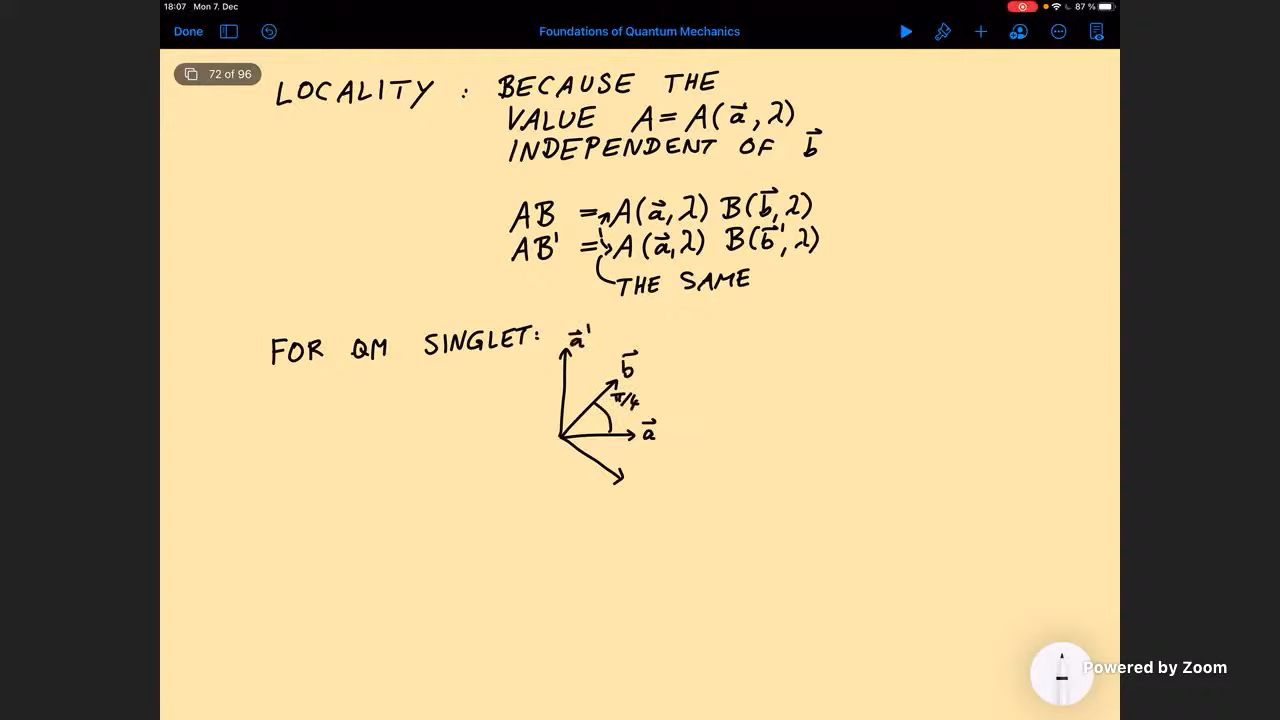 18:07 Mon 7. Dec
87 %
Done
Foundations of Quantum Mechanics
72 of 96
LOCALITY : BECAUSE THE
VALUE A = A(a⃗, λ)
INDEPENDENT OF b⃗
AB = A(a⃗, λ) B(b⃗, λ)
AB' = A(a⃗, λ) B(b⃗', λ)
THE SAME
FOR QM SINGLET:
a⃗'
b⃗
π/4
a⃗
Powered by Zoom